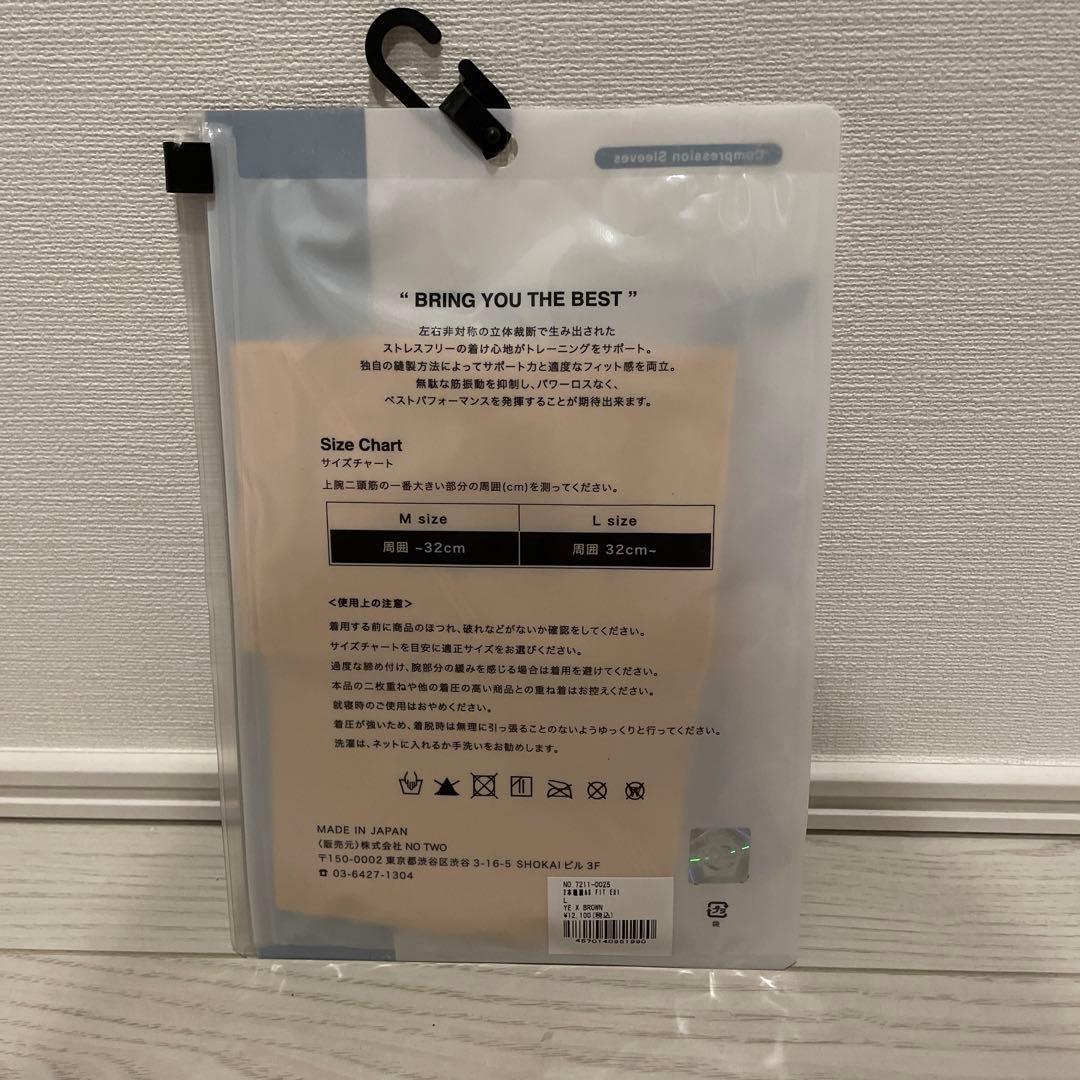 Compression Sleeves
“ BRING YOU THE BEST ”
左右非対称の立体裁断で生み出された
ストレスフリーの着け心地がトレーニングをサポート。
独自の縫製方法によってサポート力と適度なフィット感を両立。
無駄な筋振動を抑制し、パワーロスなく、
ベストパフォーマンスを発揮することが期待出来ます。
Size Chart
サイズチャート
上腕二頭筋の一番大きい部分の周囲(cm)を測ってください。
M size L size
周囲 ~32cm 周囲 32cm~
<使用上の注意>
着用する前に商品のほつれ、破れなどがないか確認をしてください。
サイズチャートを目安に適正サイズをお選びください。
過度な締め付け、腕部分の緩みを感じる場合は着用を避けてください。
本品の二枚重ねや他の着圧の高い商品との重ね着はお控えください。
就寝時のご使用はおやめください。
着圧が強いため、着脱時は無理に引っ張ることのないようゆっくりと行ってください。
洗濯は、ネットに入れるか手洗いをお勧めします。
MADE IN JAPAN
〈販売元〉株式会社 NO TWO
〒150-0002 東京都渋谷区渋谷 3-16-5 SHOKAI ビル 3F
☎ 03-6427-1304
NO.7211-0025
AS FIT
L
YE X BROWN
¥12,100(税込)
4570140951990
プラ
袋